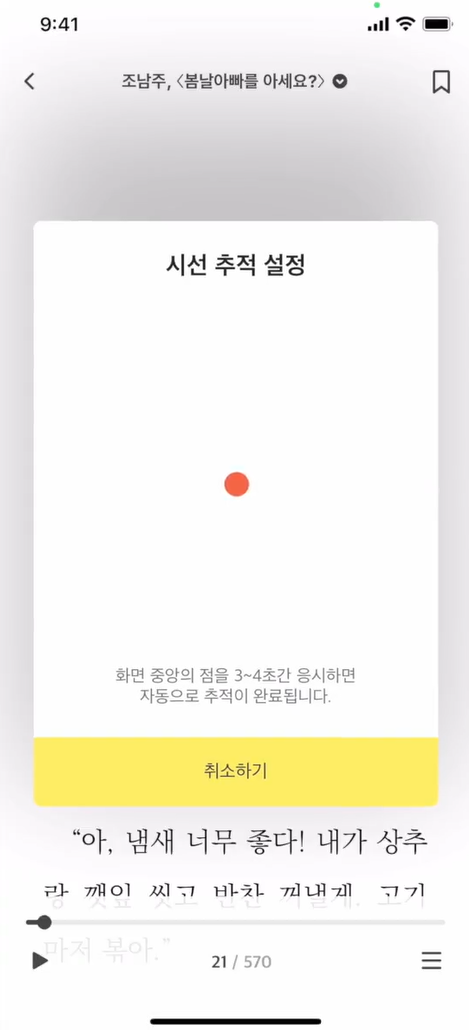 9:41
조남주, 〈봄날아빠를 아세요?〉
시선 추적 설정
화면 중앙의 점을 3~4초간 응시하면
자동으로 추적이 완료됩니다.
취소하기
“아, 냄새 너무 좋다! 내가 상추
랑 깻잎 씻고 반찬 꺼낼게. 고기
마저 볶아.”
21 / 570